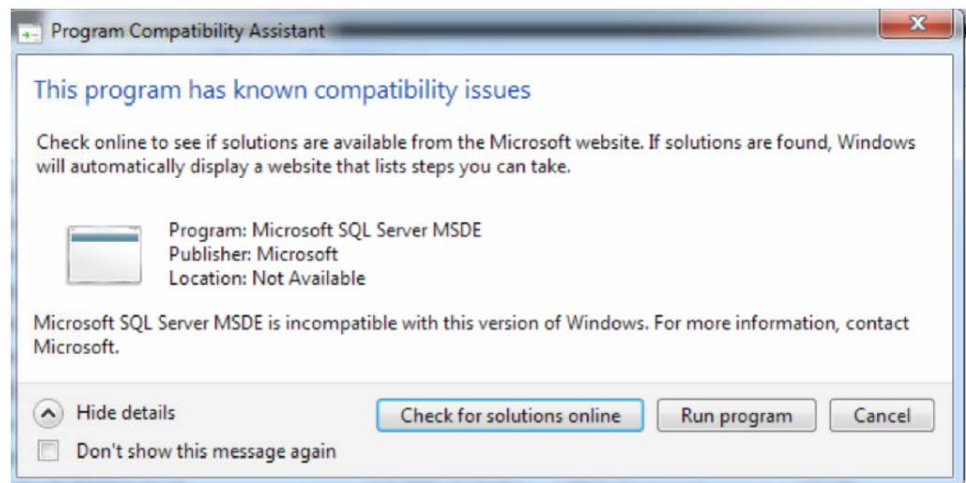 Program Compatibility Assistant
This program has known compatibility issues
Check online to see if solutions are available from the Microsoft website. If solutions are found, Windows
will automatically display a website that lists steps you can take.
Program: Microsoft SQL Server MSDE
Publisher: Microsoft
Location: Not Available
Microsoft SQL Server MSDE is incompatible with this version of Windows. For more information, contact
Microsoft.
Hide details
Check for solutions online
Run program
Cancel
Don't show this message again